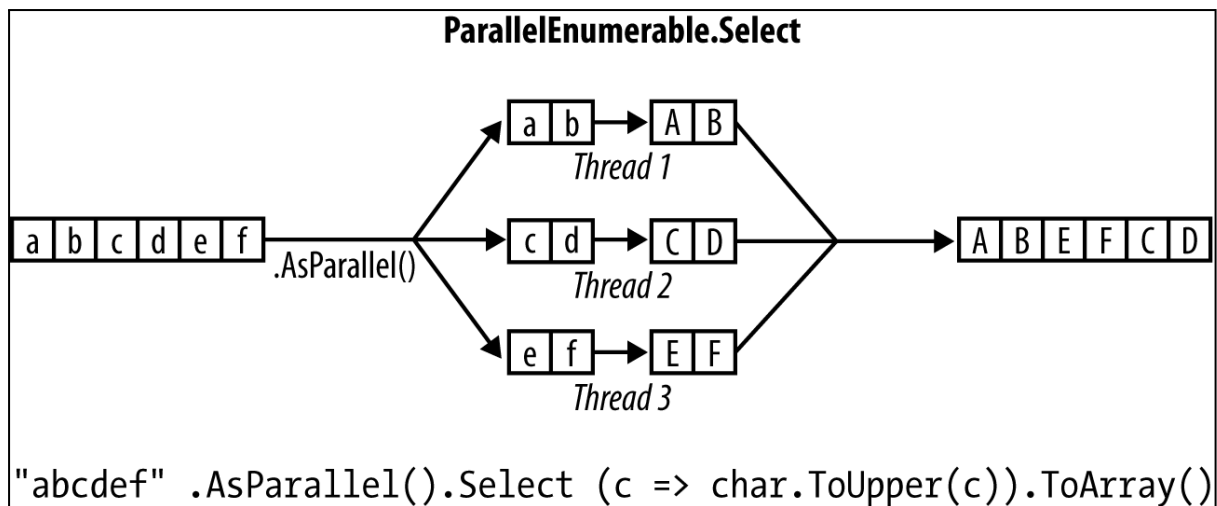 ParallelEnumerable.Select
a b A B
Thread 1
a b c d e f .AsParallel() c d C D A B E F C D
Thread 2
e f E F
Thread 3
"abcdef" .AsParallel().Select (c => char.ToUpper(c)).ToArray()